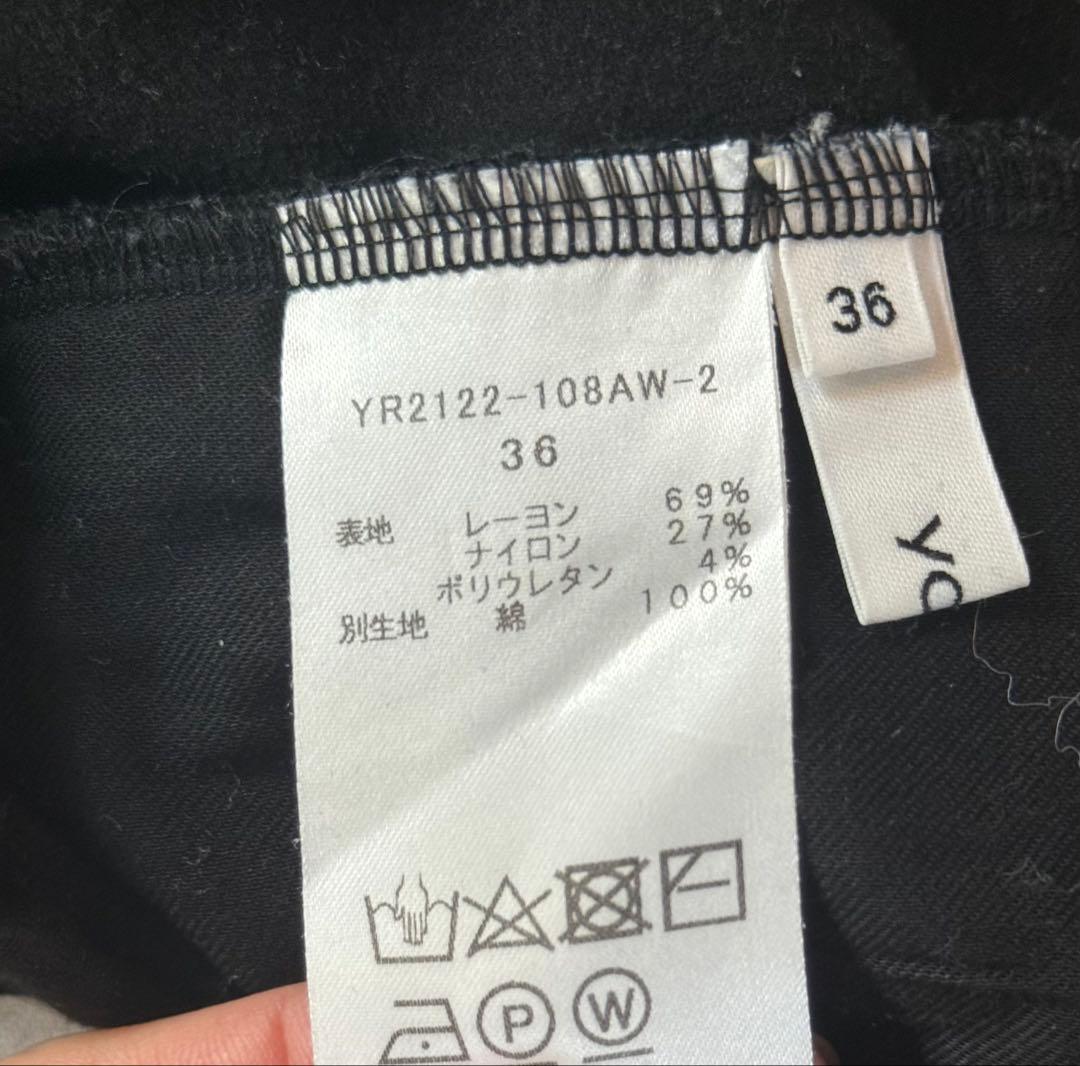 YR2122-108AW-2
36
表地 レーヨン 69%
ナイロン 27%
ポリウレタン 4%
別生地 綿 100%
P
W
36
yo